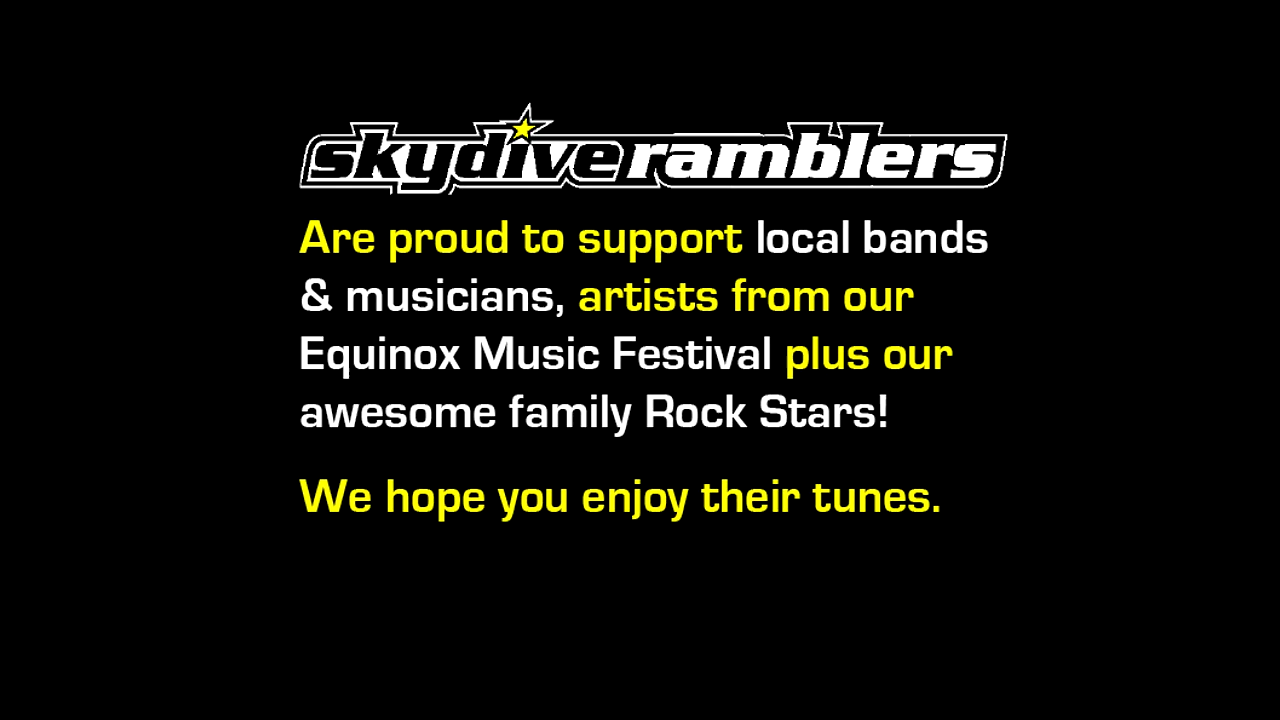 skydiveramblers
Are proud to support local bands
& musicians, artists from our
Equinox Music Festival plus our
awesome family Rock Stars!
We hope you enjoy their tunes.